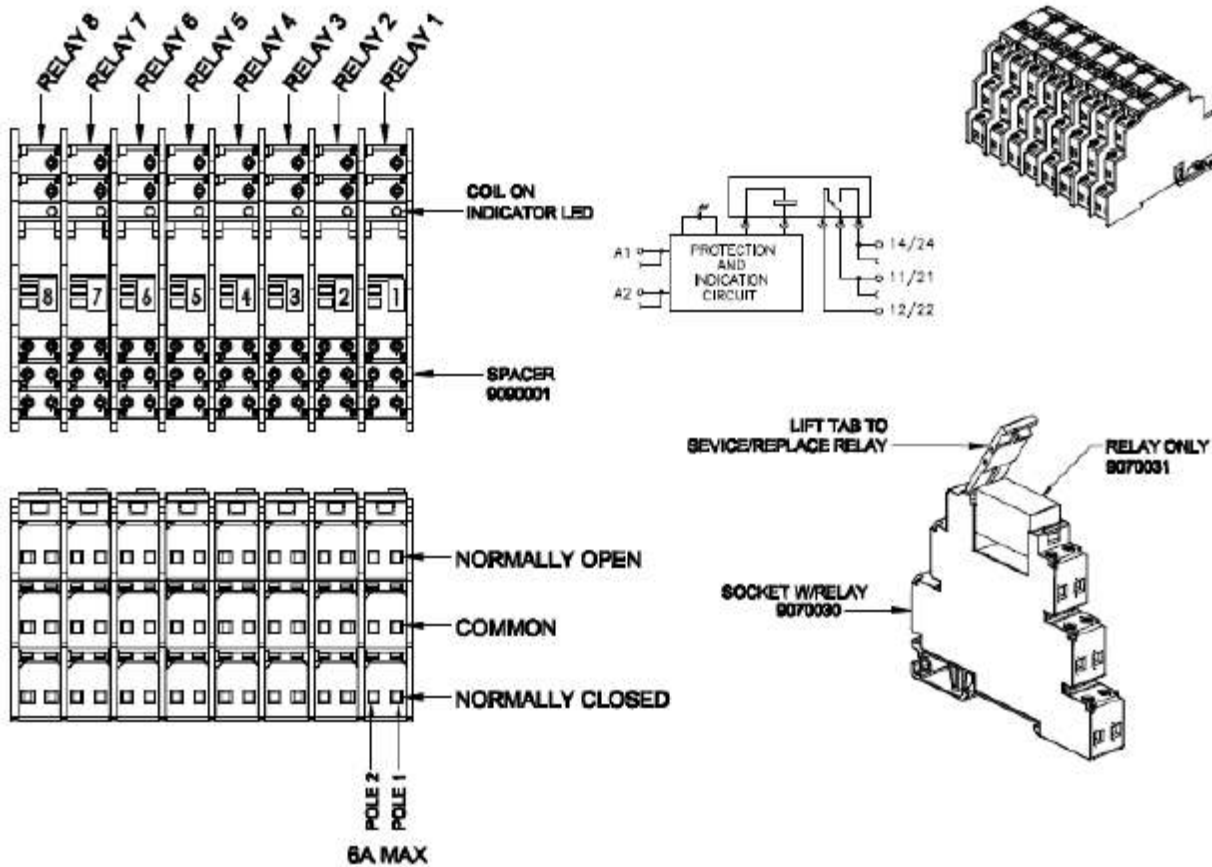 RELAY 8
RELAY 7
RELAY 6
RELAY 5
RELAY 4
RELAY 3
RELAY 2
RELAY 1
COIL ON
INDICATOR LED
8
7
6
5
4
3
2
1
SPACER
9090001
A1
A2
PROTECTION
AND
INDICATION
CIRCUIT
14/24
11/21
12/22
LIFT TAB TO
SEVICE/REPLACE RELAY
RELAY ONLY
9070031
SOCKET W/RELAY
9070030
NORMALLY OPEN
COMMON
NORMALLY CLOSED
POLE 2
POLE 1
6A MAX